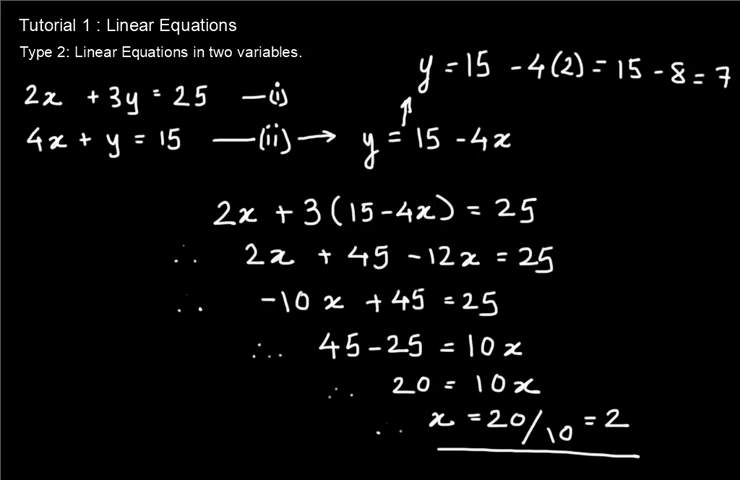 Tutorial 1 : Linear Equations
Type 2: Linear Equations in two variables.
y = 15 - 4(2) = 15 - 8 = 7
2x + 3y = 25 —(i)
4x + y = 15 —(ii) → y = 15 - 4x
2x + 3(15-4x) = 25
∴ 2x + 45 - 12x = 25
∴ -10x + 45 = 25
∴ 45 - 25 = 10x
∴ 20 = 10x
∴ x = 20/10 = 2